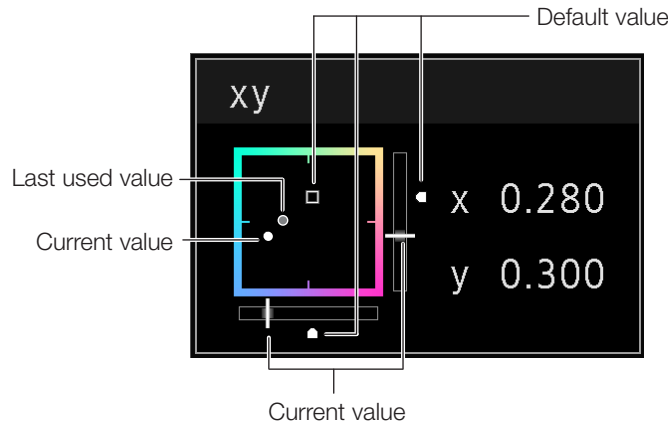 Default value
xy
Last used value
x 0.280
Current value
y 0.300
Current value